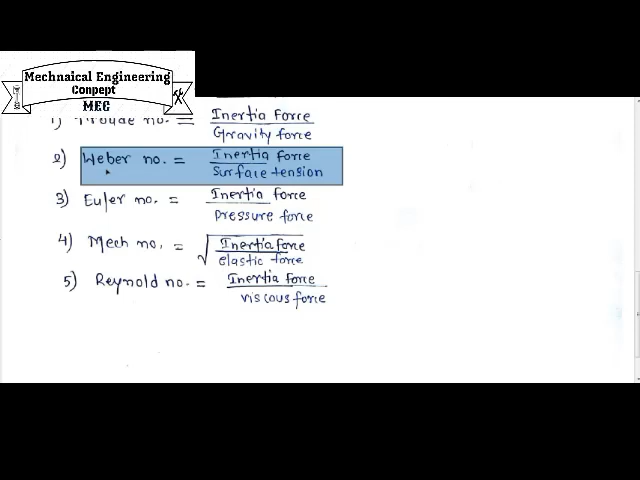 Mechnaical Engineering
Conpept
MEC
1) Froude no. = Inertia Force
Gravity force
2) Weber no. = Inertia force
Surface tension
3) Euler no. = Inertia force
pressure force
4) Mech no. = √ Inertia force
elastic force
5) Reynold no. = Inertia force
viscous force